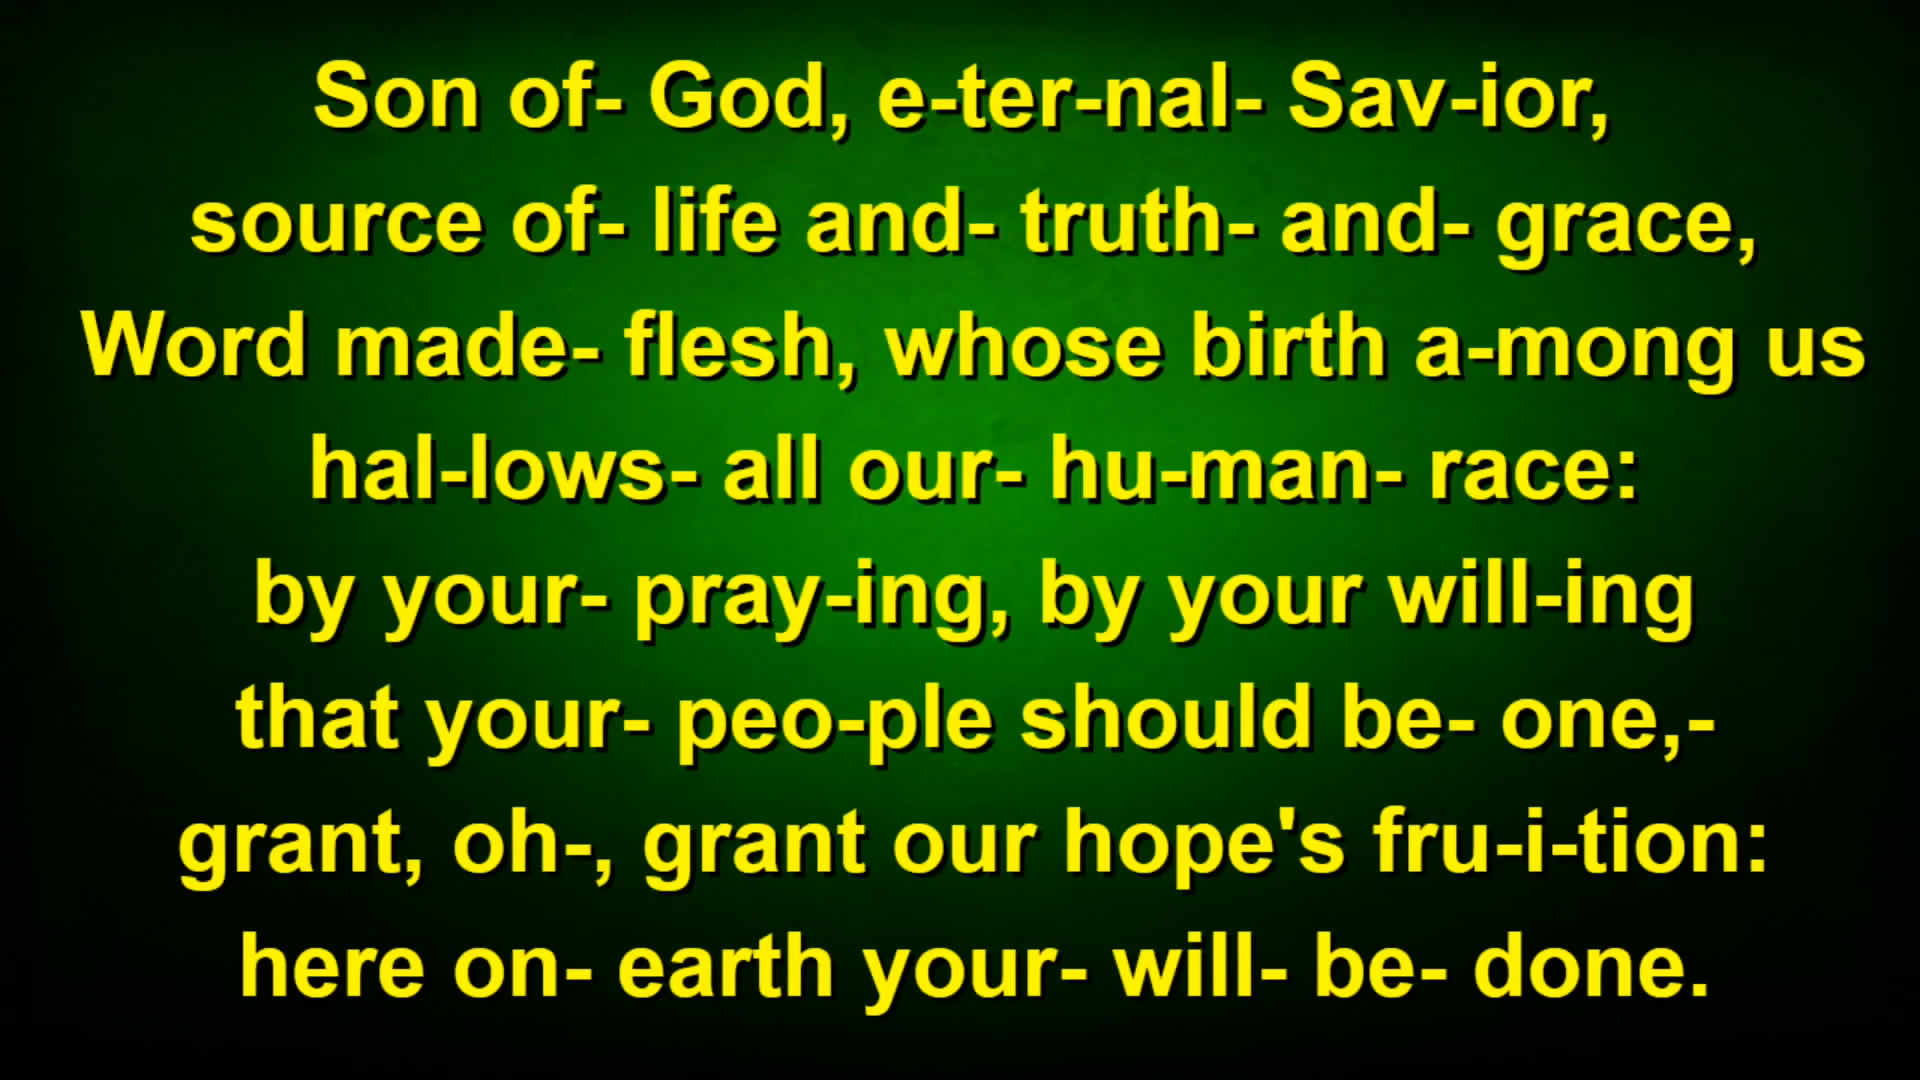 Son of- God, e-ter-nal- Sav-ior,
source of- life and- truth- and- grace,
Word made- flesh, whose birth a-mong us
hal-lows- all our- hu-man- race:
by your- pray-ing, by your will-ing
that your- peo-ple should be- one,-
grant, oh-, grant our hope's fru-i-tion:
here on- earth your- will- be- done.